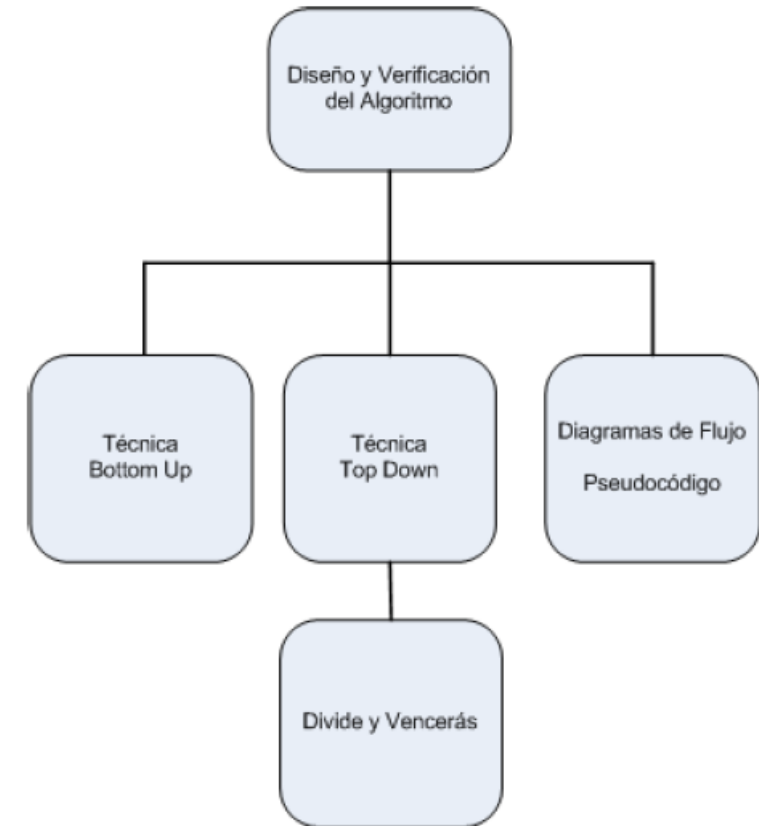 Diseño y Verificación
del Algoritmo
Técnica
Bottom Up
Técnica
Top Down
Diagramas de Flujo
Pseudocódigo
Divide y Vencerás